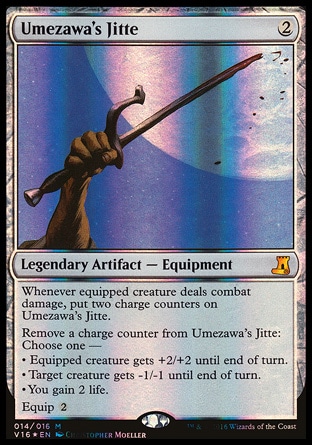 Umezawa's Jitte 2
Legendary Artifact — Equipment
Whenever equipped creature deals combat
damage, put two charge counters on
Umezawa's Jitte.
Remove a charge counter from Umezawa's Jitte:
Choose one —
• Equipped creature gets +2/+2 until end of turn.
• Target creature gets -1/-1 until end of turn.
• You gain 2 life.
Equip 2
014/016 M
V16 ★ EN Christopher Moeller
™ & 2016 Wizards of the Coast